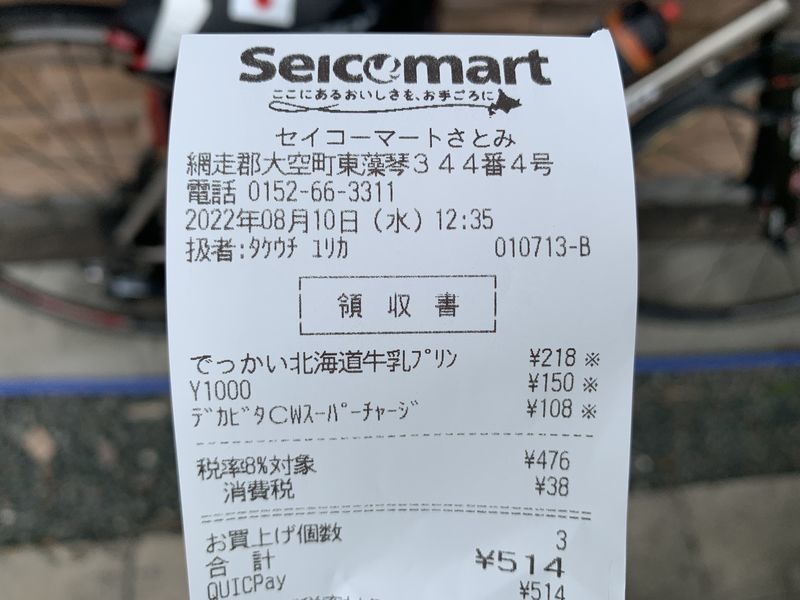 Seicomart
ここにあるおいしさを、お手ごろに
セイコーマートさとみ
網走郡大空町東藻琴344番4号
電話 0152-66-3311
2022年08月10日（水）12:35
扱者:ﾀｹｳﾁ ﾕﾘｶ 010713-B
領収書
でっかい北海道牛乳ﾌﾟﾘﾝ ¥218※
Y1000 ¥150※
ﾃﾞｶﾋﾞﾀCWｽｰﾊﾟｰﾁｬｰｼﾞ ¥108※
税率8%対象 ¥476
消費税 ¥38
お買上げ個数 3
合計 ¥514
QUICPay ¥514